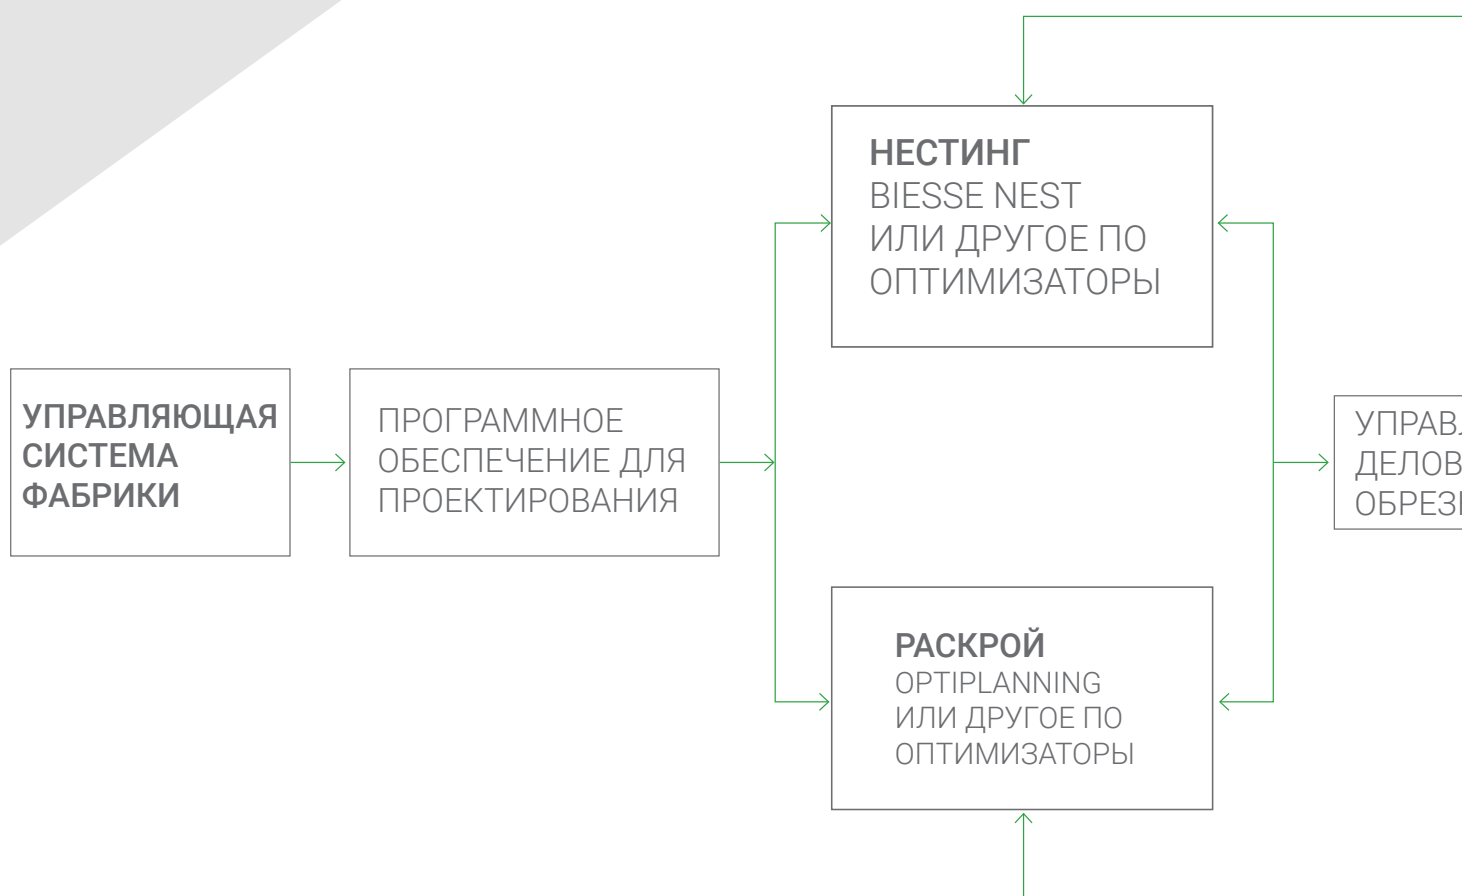 НЕСТИНГ
BIESSE NEST
ИЛИ ДРУГОЕ ПО
ОПТИМИЗАТОРЫ
УПРАВЛЯЮЩАЯ
СИСТЕМА
ФАБРИКИ
ПРОГРАММНОЕ
ОБЕСПЕЧЕНИЕ ДЛЯ
ПРОЕКТИРОВАНИЯ
РАСКРОЙ
OPTIPLANNING
ИЛИ ДРУГОЕ ПО
ОПТИМИЗАТОРЫ